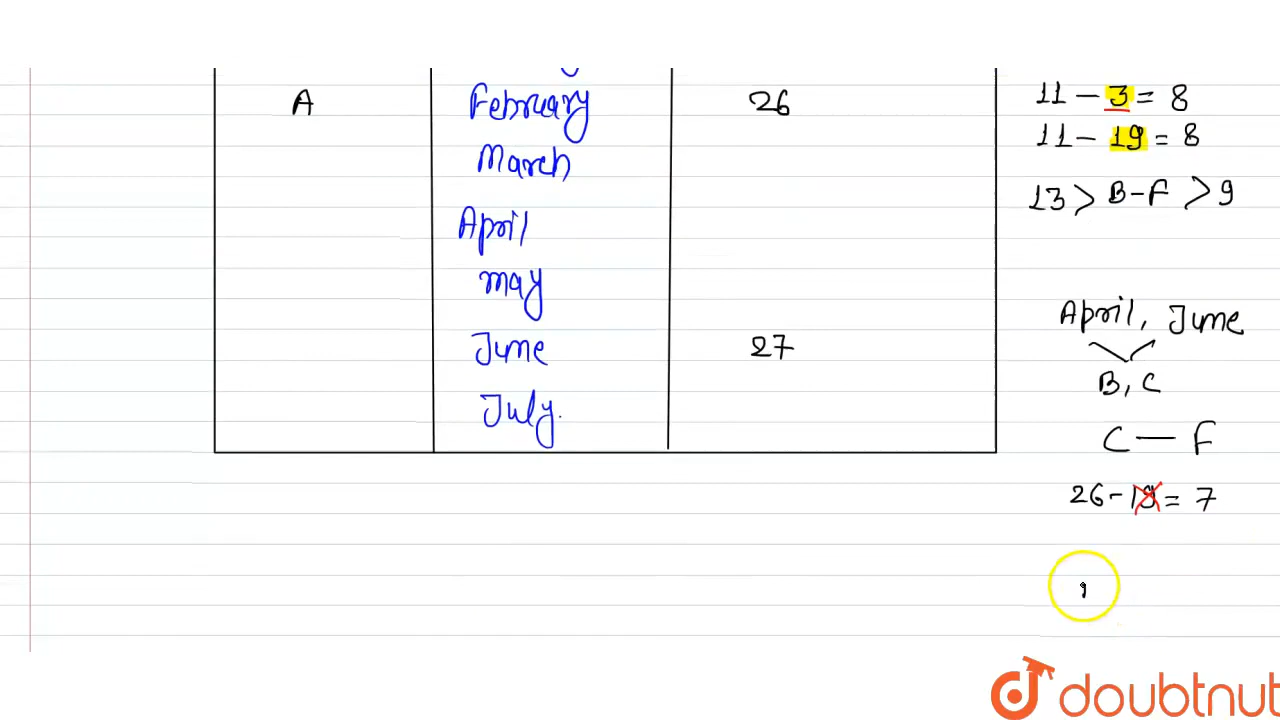 A February 26
March
April
may
June 27
July.
11 - 3 = 8
11 - 19 = 8
13 > B-F > 9
April, June
B, C
C — F
26 - 19 = 7
doubtnut